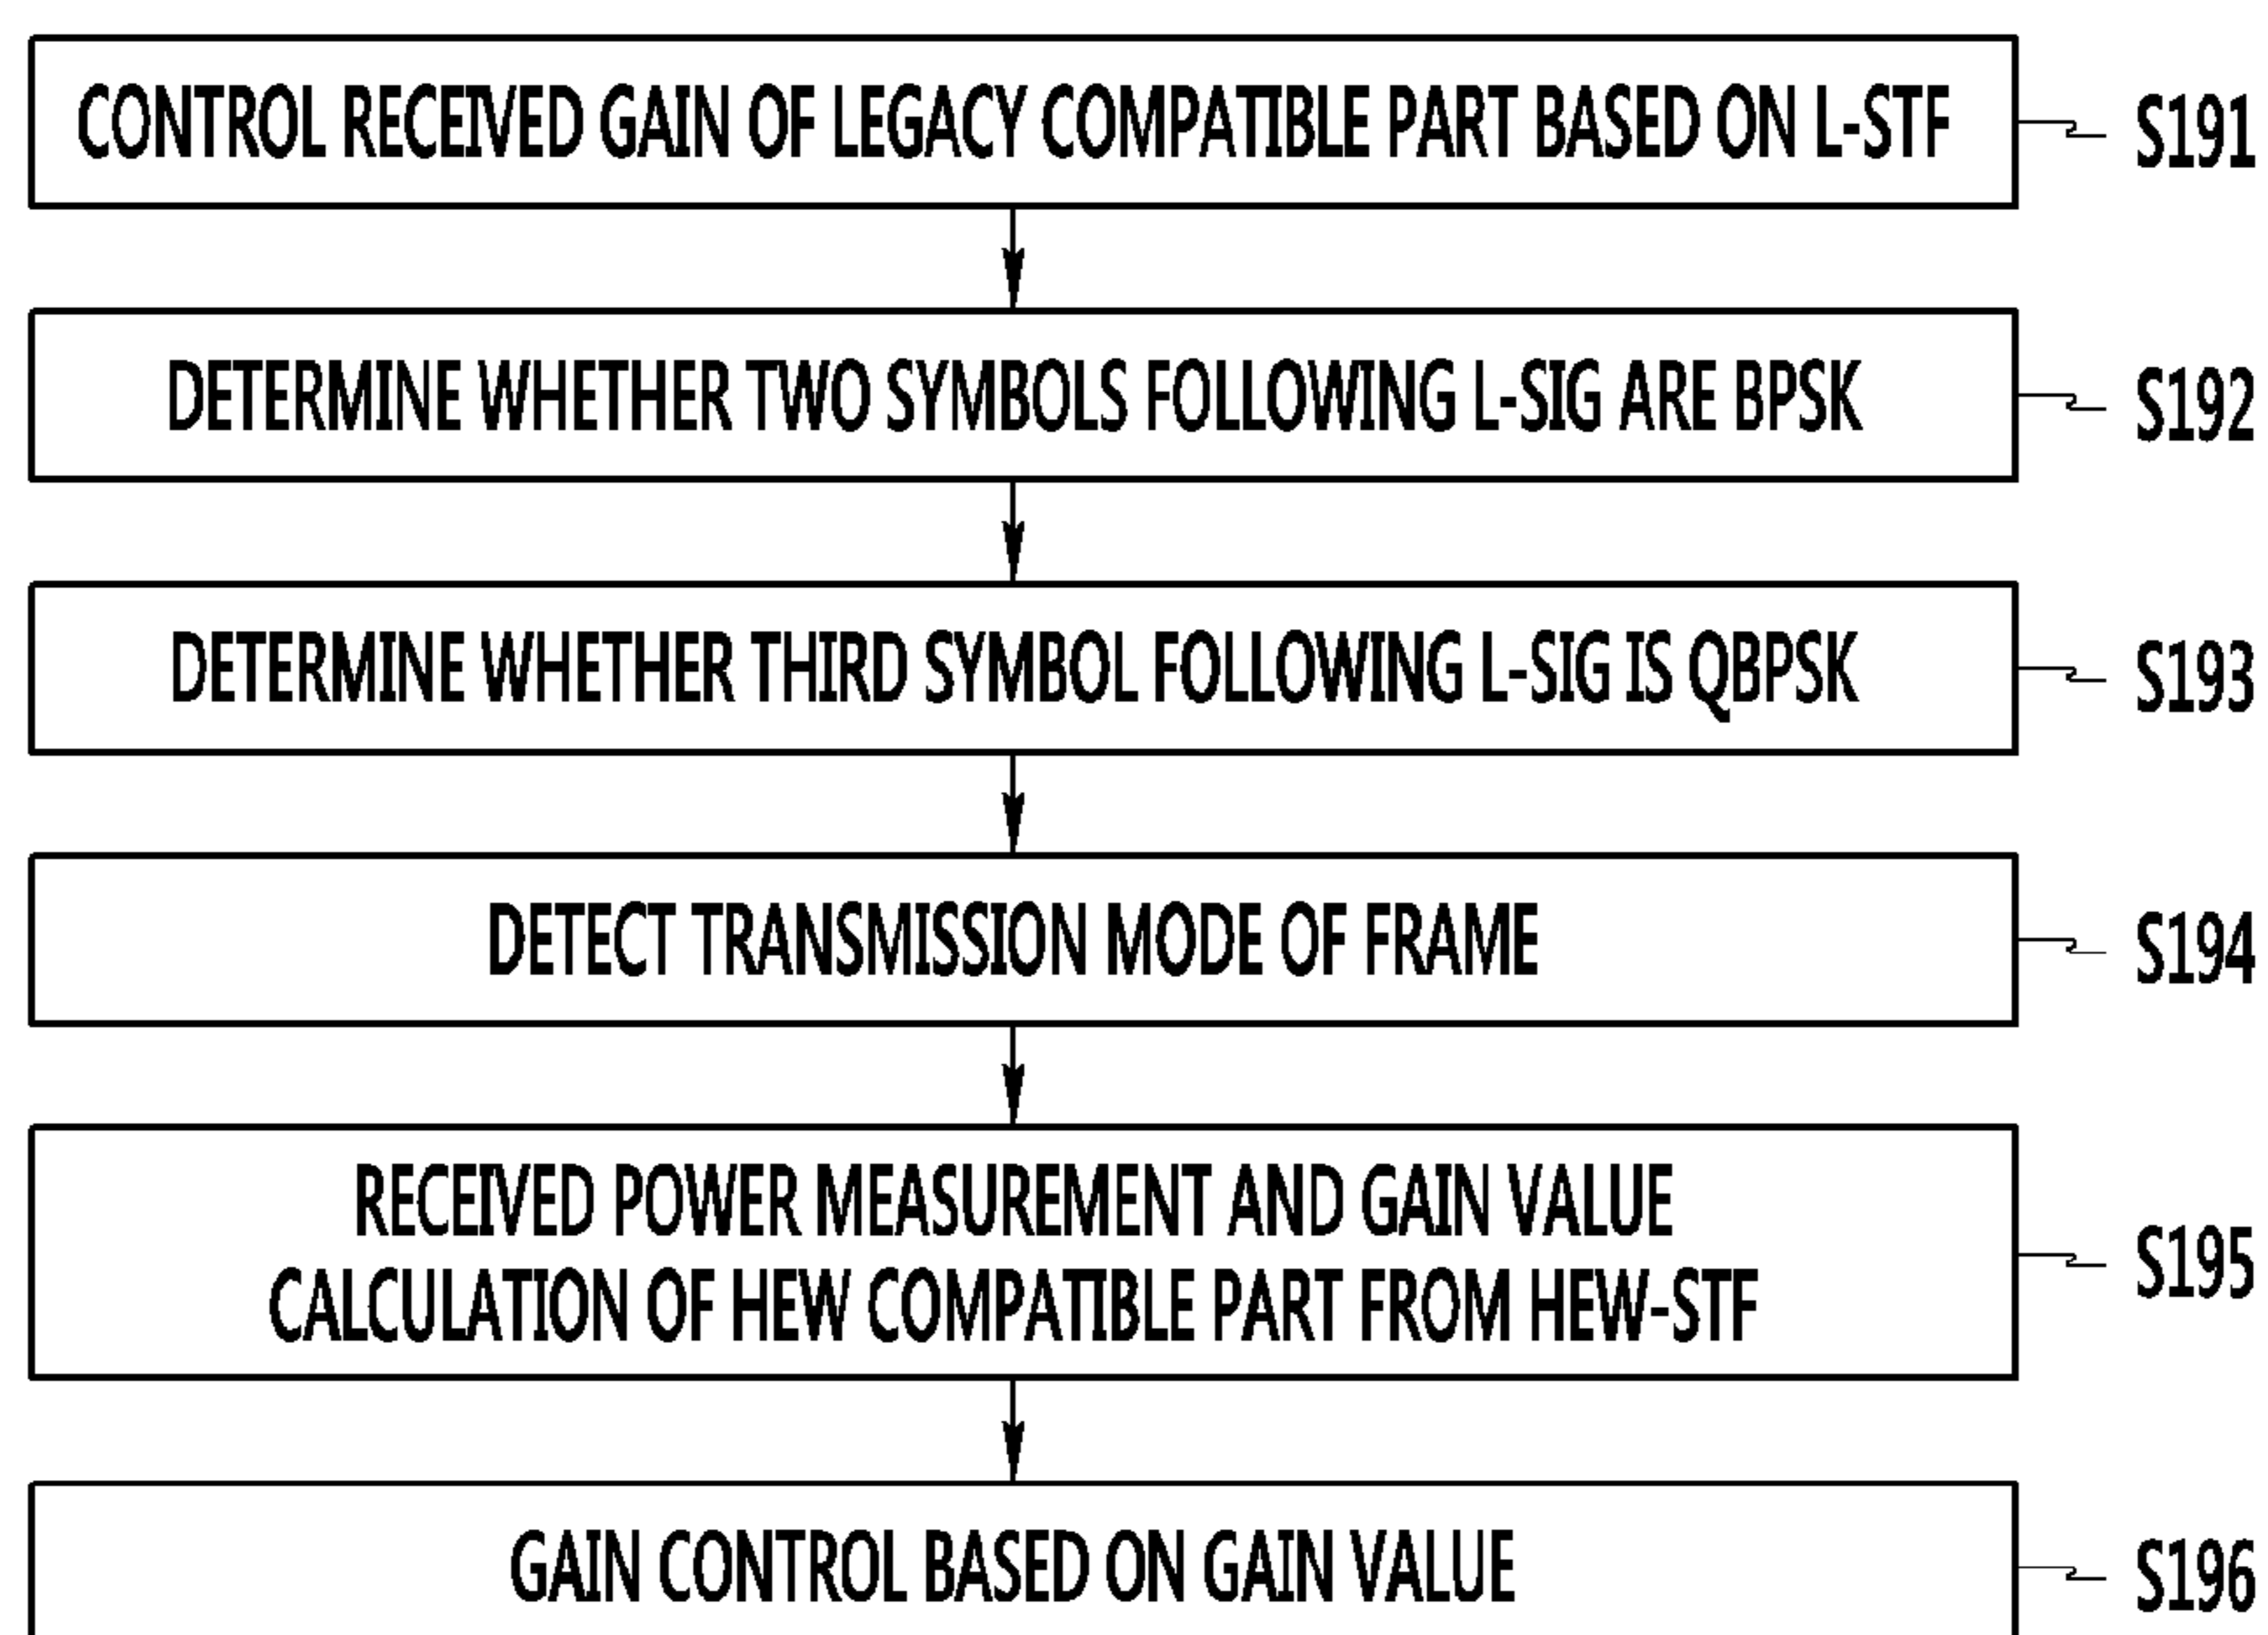 CONTROL RECEIVED GAIN OF LEGACY COMPATIBLE PART BASED ON L-STF
S191
DETERMINE WHETHER TWO SYMBOLS FOLLOWING L-SIG ARE BPSK
S192
DETERMINE WHETHER THIRD SYMBOL FOLLOWING L-SIG IS QBPSK
S193
DETECT TRANSMISSION MODE OF FRAME
S194
RECEIVED POWER MEASUREMENT AND GAIN VALUE
CALCULATION OF HEW COMPATIBLE PART FROM HEW-STF
S195
GAIN CONTROL BASED ON GAIN VALUE
S196